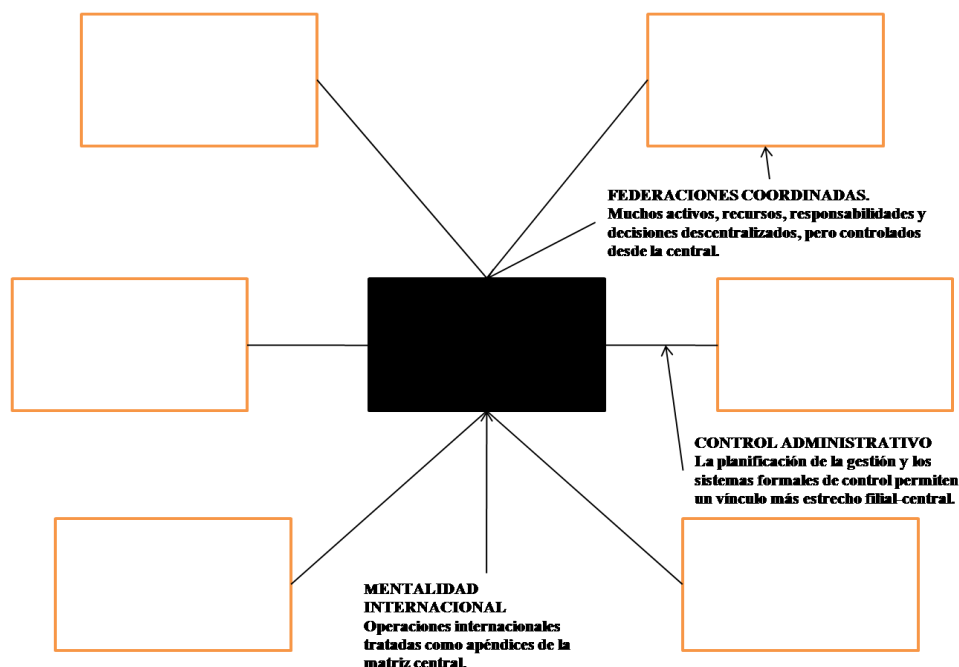 FEDERACIONES COORDINADAS.
Muchos activos, recursos, responsabilidades y
decisiones descentralizados, pero controlados
desde la central.
CONTROL ADMINISTRATIVO
La planificación de la gestión y los
sistemas formales de control permiten
un vínculo más estrecho filial-central.
MENTALIDAD
INTERNACIONAL
Operaciones internacionales
tratadas como apéndices de la
matriz central.